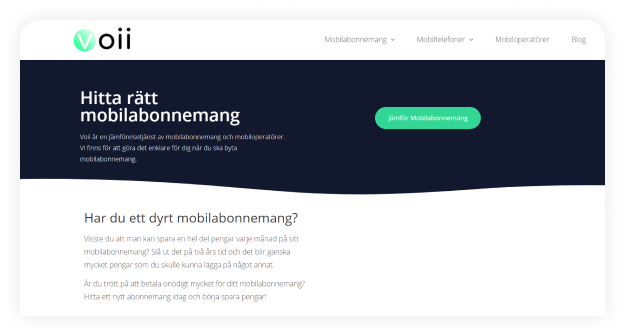 voii
Mobilabonnemang
Mobiltelefoner
Mobiloperatörer
Blog
Hitta rätt
mobilabonnemang
Voii är en jämförelsetjänst av mobilabonnemang och mobiloperatörer.
Vi finns för att göra det enklare för dig när du ska byta
mobilabonnemang.
Jämför Mobilabonnemang
Har du ett dyrt mobilabonnemang?
Visste du att man kan spara en hel del pengar varje månad på sitt
mobilabonnemang? Slå ut det på två års tid och det blir ganska
mycket pengar som du skulle kunna lägga på något annat.
Är du trött på att betala onödigt mycket för ditt mobilabonnemang?
Hitta ett nytt abonnemang idag och börja spara pengar!